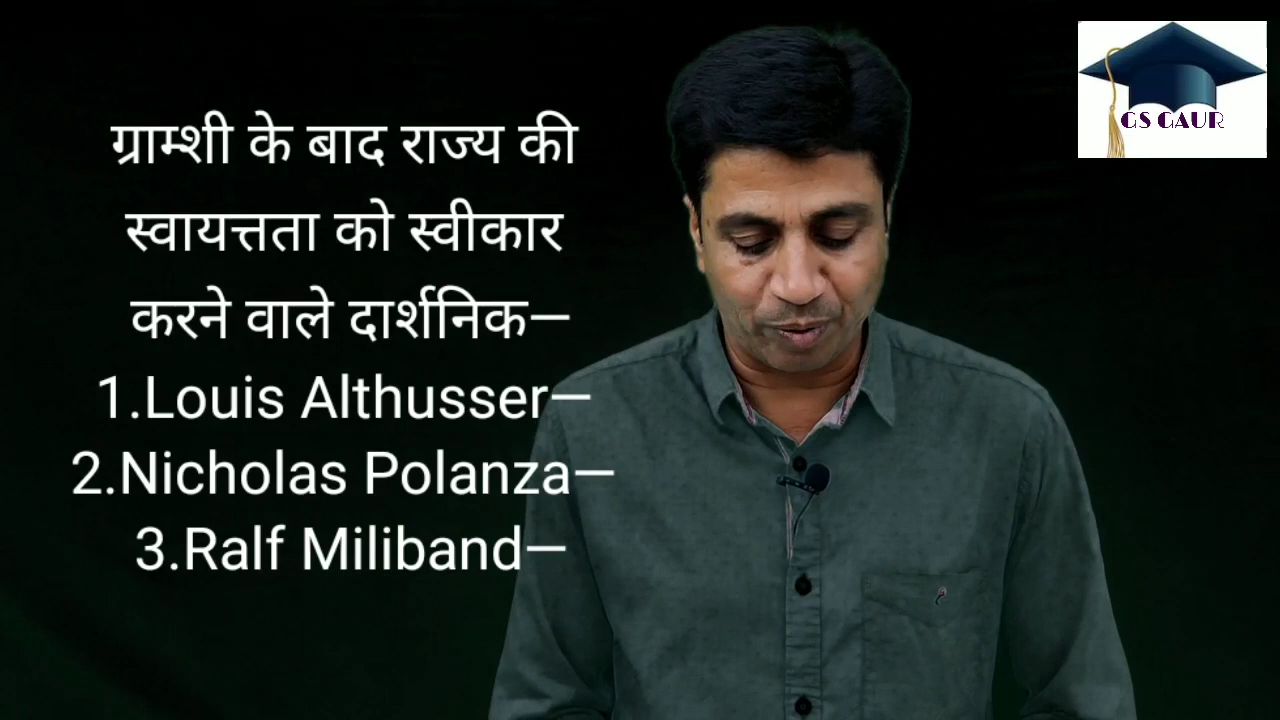 ग्राम्शी के बाद राज्य की
स्वायत्तता को स्वीकार
करने वाले दार्शनिक—
1.Louis Althusser—
2.Nicholas Polanza—
3.Ralf Miliband—
GS GAUR